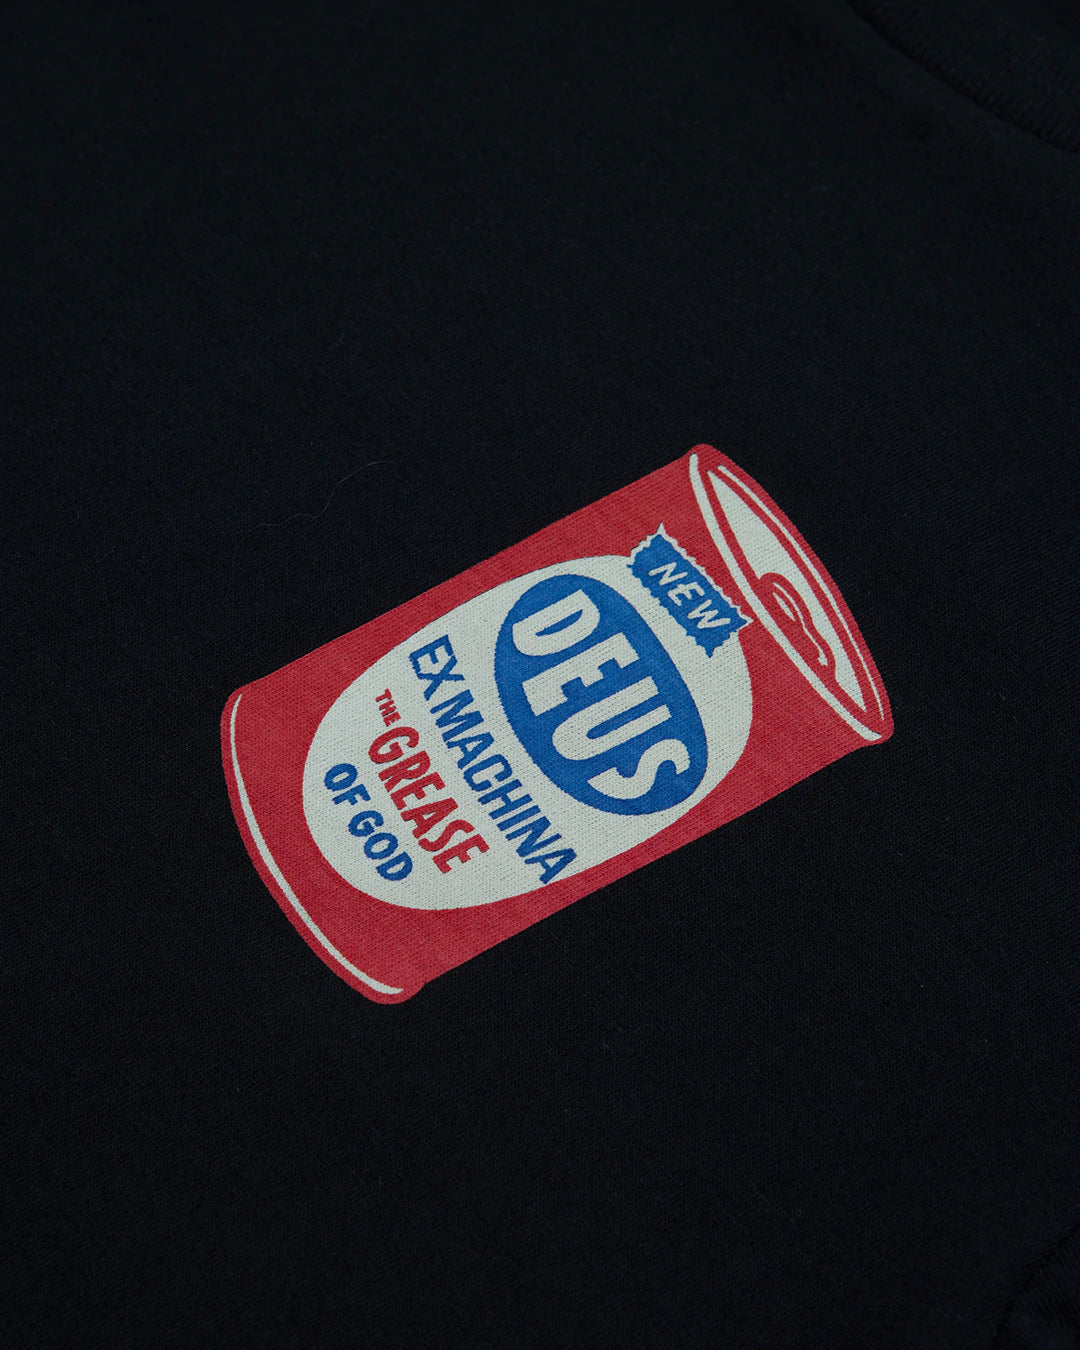 NEW
DEUS
EX MACHINA
THE GREASE
OF GOD